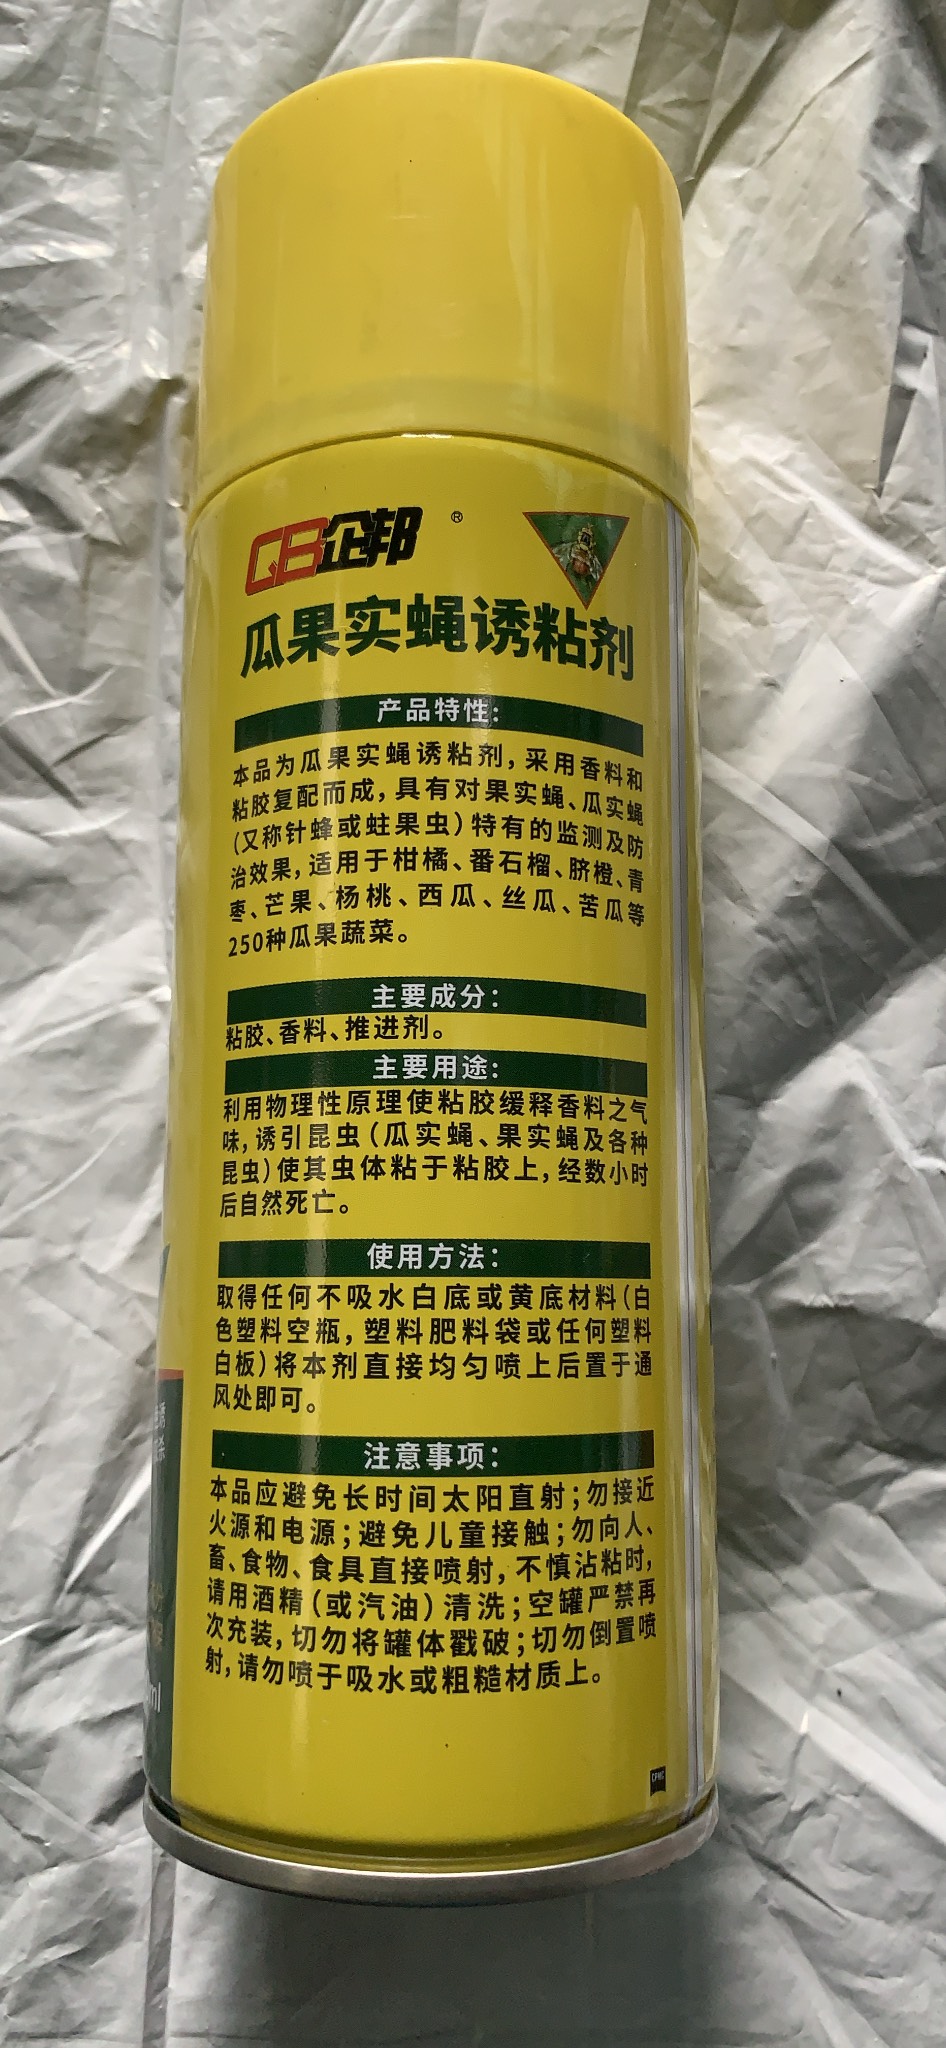 QB企邦 ®
瓜果实蝇诱粘剂
产品特性：
本品为瓜果实蝇诱粘剂，采用香料和
粘胶复配而成，具有对果实蝇、瓜实蝇
（又称针蜂或蛀果虫）特有的监测及防
治效果，适用于柑橘、番石榴、脐橙、青
枣、芒果、杨桃、西瓜、丝瓜、苦瓜等
250种瓜果蔬菜。
主要成分：
粘胶、香料、推进剂。
主要用途：
利用物理性原理使粘胶缓释香料之气
味，诱引昆虫（瓜实蝇、果实蝇及各种
昆虫）使其虫体粘于粘胶上，经数小时
后自然死亡。
使用方法：
取得任何不吸水白底或黄底材料（白
色塑料空瓶，塑料肥料袋或任何塑料
白板）将本剂直接均匀喷上后置于通
风处即可。
注意事项：
本品应避免长时间太阳直射；勿接近
火源和电源；避免儿童接触；勿向人、
畜、食物、食具直接喷射，不慎沾粘时，
请用酒精（或汽油）清洗；空罐严禁再
次充装，切勿将罐体戳破；切勿倒置喷
射，请勿喷于吸水或粗糙材质上。
CPMC
诱
杀
ml